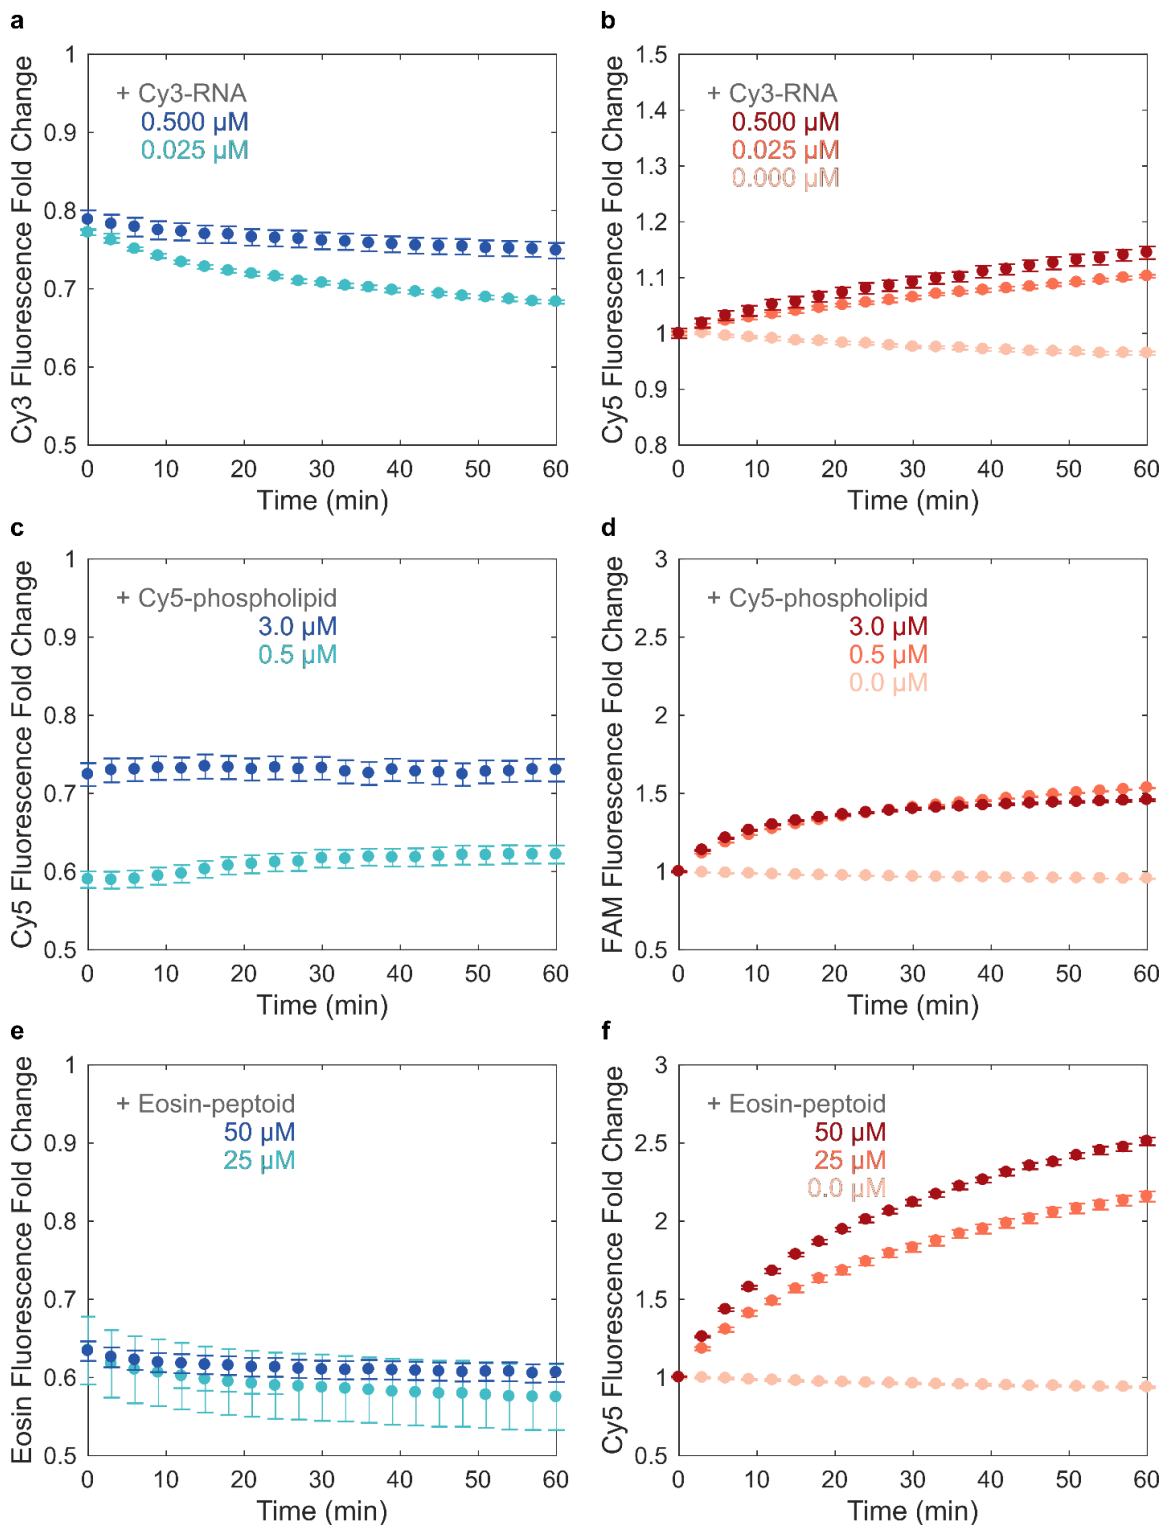 a
Cy3 Fluorescence Fold Change
1
0.9
0.8
0.7
0.6
0.5
+ Cy3-RNA
0.500 µM
0.025 µM
0 10 20 30 40 50 60
Time (min)
b
Cy5 Fluorescence Fold Change
1.5
1.4
1.3
1.2
1.1
1
0.9
0.8
+ Cy3-RNA
0.500 µM
0.025 µM
0.000 µM
0 10 20 30 40 50 60
Time (min)
c
Cy5 Fluorescence Fold Change
1
0.9
0.8
0.7
0.6
0.5
+ Cy5-phospholipid
3.0 µM
0.5 µM
0 10 20 30 40 50 60
Time (min)
d
FAM Fluorescence Fold Change
3
2.5
2
1.5
1
0.5
+ Cy5-phospholipid
3.0 µM
0.5 µM
0.0 µM
0 10 20 30 40 50 60
Time (min)
e
Eosin Fluorescence Fold Change
1
0.9
0.8
0.7
0.6
0.5
+ Eosin-peptoid
50 µM
25 µM
0 10 20 30 40 50 60
Time (min)
f
Cy5 Fluorescence Fold Change
3
2.5
2
1.5
1
0.5
+ Eosin-peptoid
50 µM
25 µM
0.0 µM
0 10 20 30 40 50 60
Time (min)